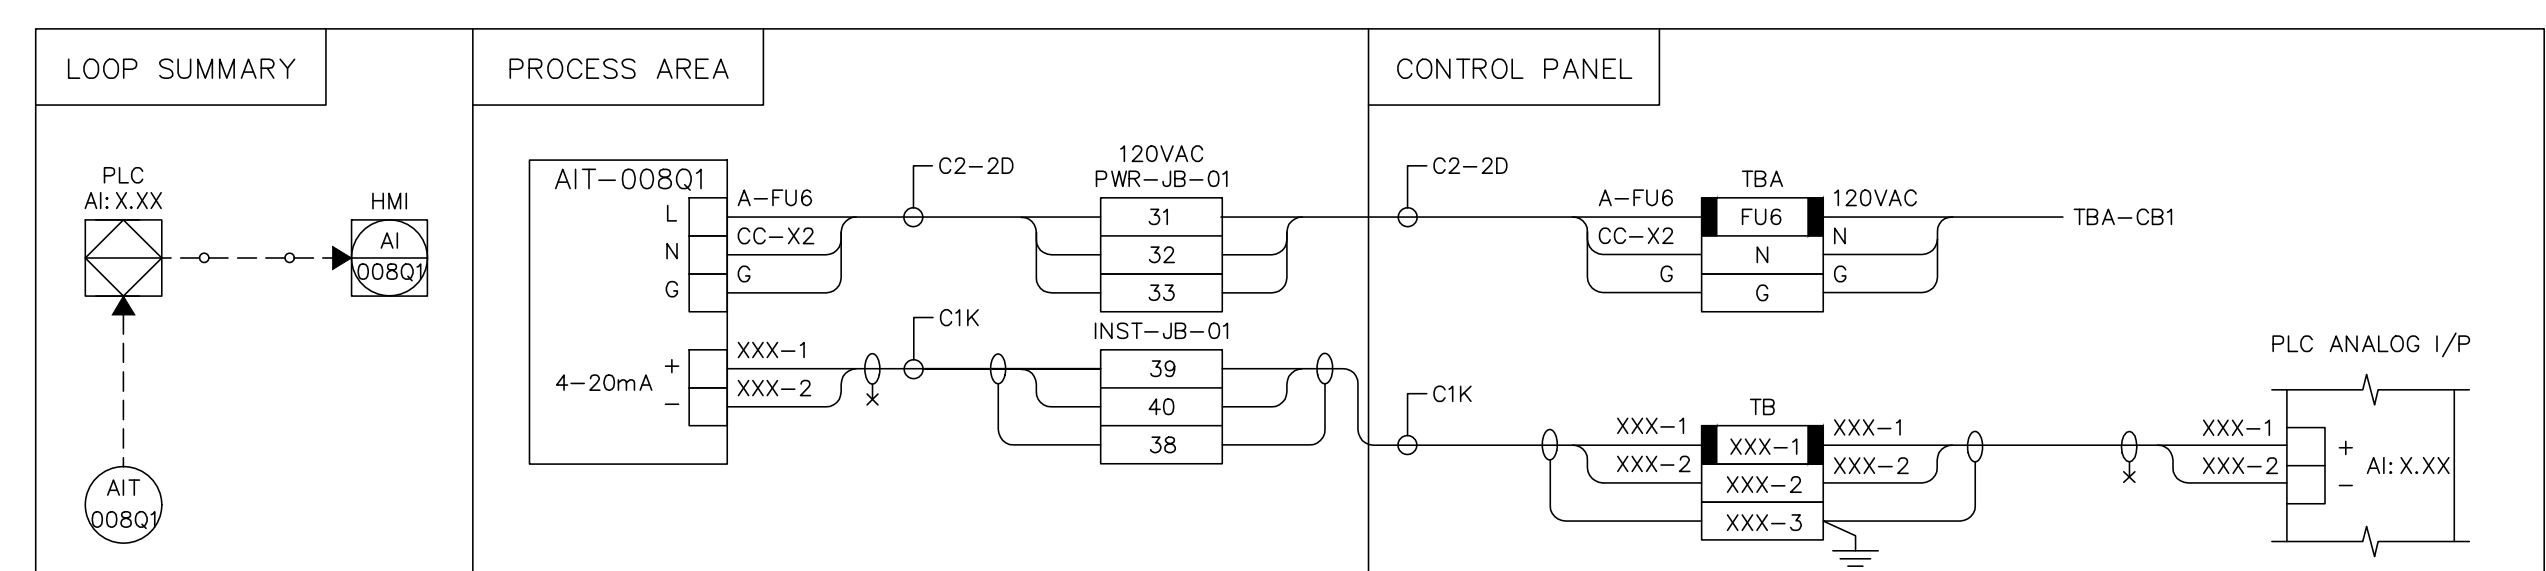 LOOP SUMMARY
PROCESS AREA
CONTROL PANEL
PLC
AI: X.XX
HMI
AI
008Q1
AIT
008Q1
AIT-008Q1
L
N
G
A-FU6
CC-X2
G
C2-2D
120VAC
PWR-JB-01
31
32
33
4-20mA
+
-
XXX-1
XXX-2
C1K
INST-JB-01
39
40
38
C2-2D
A-FU6
CC-X2
G
TBA
FU6
N
G
120VAC
N
G
TBA-CB1
C1K
XXX-1
XXX-2
TB
XXX-1
XXX-2
XXX-3
XXX-1
XXX-2
PLC ANALOG I/P
XXX-1
XXX-2
+
-
AI: X.XX